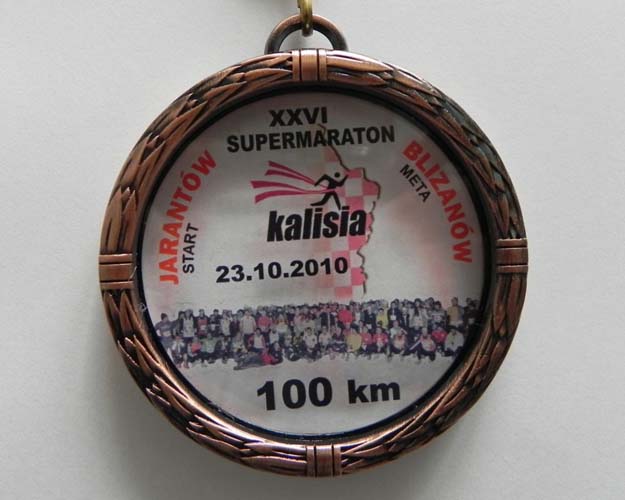 XXVI
SUPERMARATON
JARANTÓW
START
BLIZANÓW
META
kalisia
23.10.2010
100 km